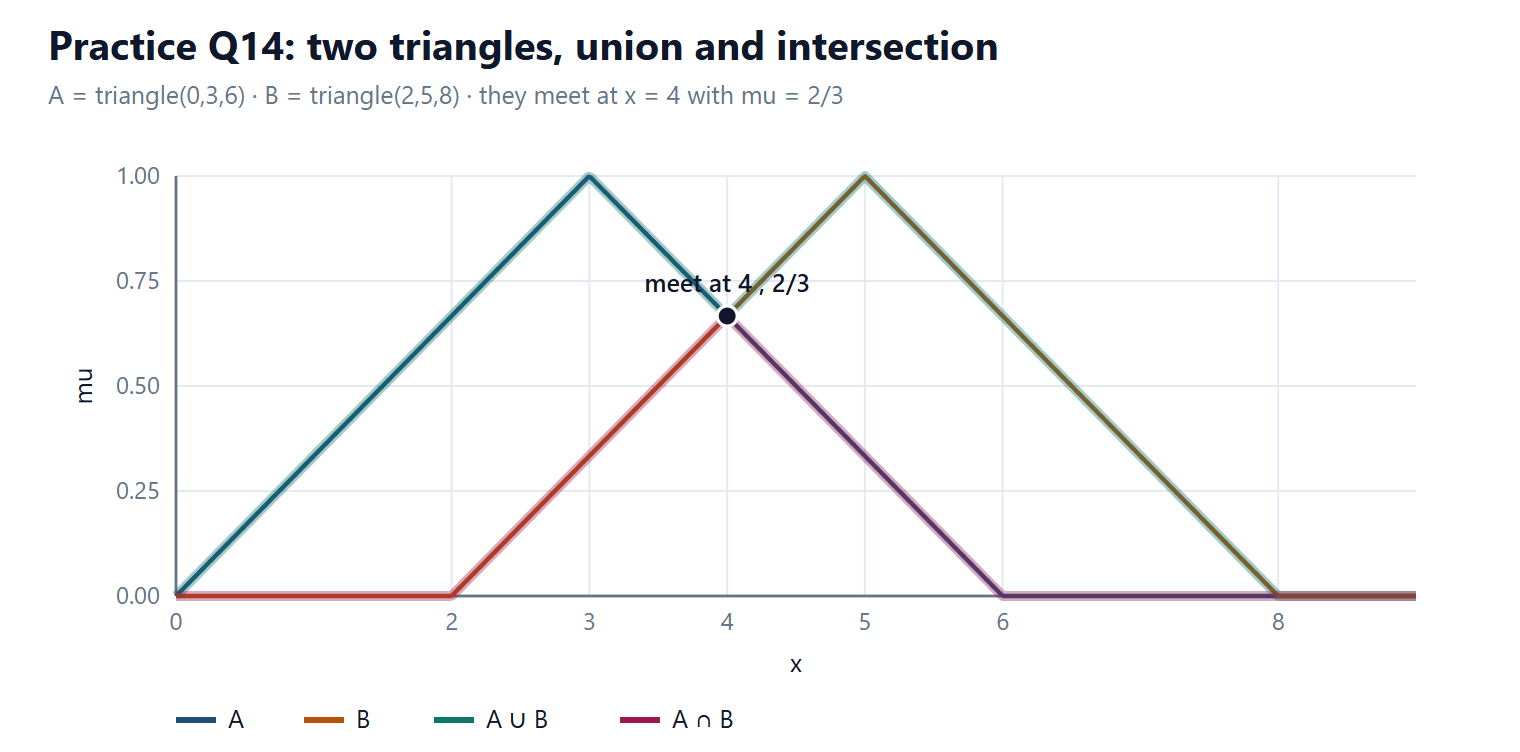 Practice Q14: two triangles, union and intersection
A = triangle(0,3,6) · B = triangle(2,5,8) · they meet at x = 4 with mu = 2/3
1.00
0.75
0.50
0.25
0.00
mu
meet at 4 , 2/3
0 2 3 4 5 6 8
x
A B A ∪ B A ∩ B